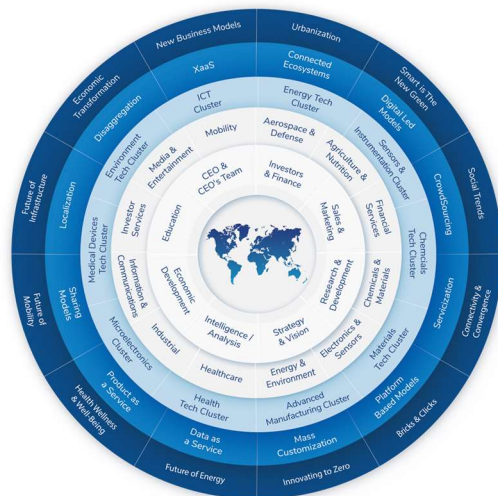 New Business Models
Urbanization
Smart is The
New Green
Social Trends
Connectivity &
Convergence
Bricks & Clicks
Innovating to Zero
Future of Energy
Health Wellness
& Well-Being
Future of
Mobility
Future of
Infrastructure
Economic
Transformation
XaaS
Connected
Ecosystems
Digital Led
Models
CrowdSourcing
Servicization
Platform
Based Models
Mass
Customization
Data as
a Service
Product as
a Service
Sharing
Models
Localization
Disaggregation
ICT
Cluster
Energy Tech
Cluster
Sensors &
Instrumentation Cluster
Chemcials
Tech Cluster
Materials
Tech Cluster
Advanced
Manufacturing Cluster
Health
Tech Cluster
Microelectronics
Cluster
Medical Devices
Tech Cluster
Environment
Tech Cluster
Mobility
Aerospace &
Defense
Agriculture &
Nutrition
Financial
Services
Chemicals &
Materials
Electronics &
Sensors
Energy &
Environment
Healthcare
Industrial
Information &
Communications
Investor
Services
Media &
Entertainment
CEO &
CEO's Team
Investors
& Finance
Sales &
Marketing
Research &
Development
Strategy
& Vision
Intelligence /
Analysis
Economic
Development
Education